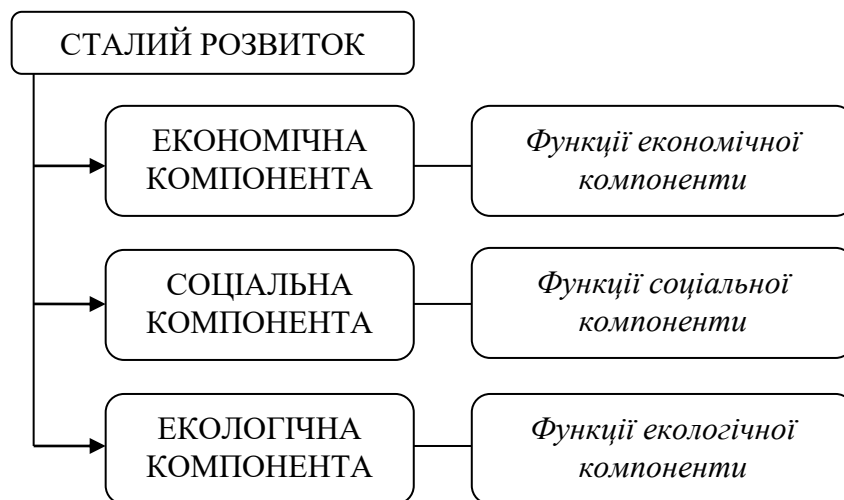 СТАЛИЙ РОЗВИТОК
ЕКОНОМІЧНА
КОМПОНЕНТА
Функції економічної
компоненти
СОЦІАЛЬНА
КОМПОНЕНТА
Функції соціальної
компоненти
ЕКОЛОГІЧНА
КОМПОНЕНТА
Функції екологічної
компоненти